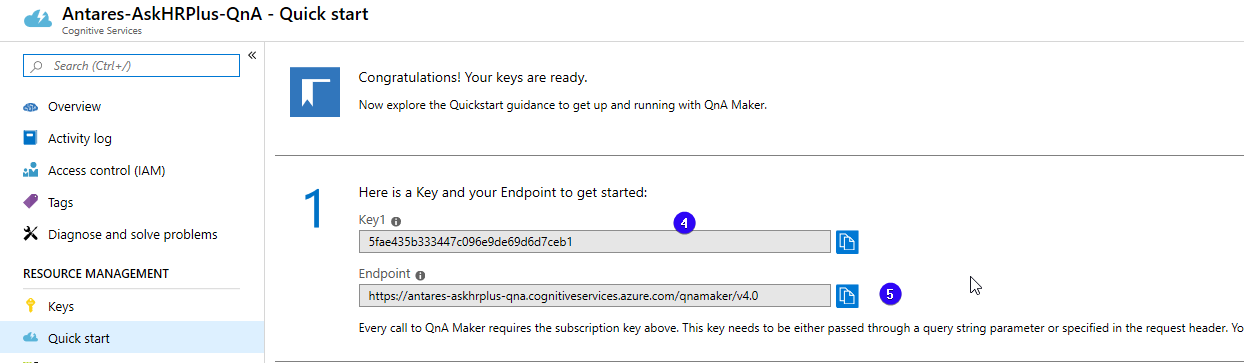 Antares-AskHRPlus-QnA - Quick start
Cognitive Services
Search (Ctrl+/)
«
Overview
Activity log
Access control (IAM)
Tags
Diagnose and solve problems
RESOURCE MANAGEMENT
Keys
Quick start
Congratulations! Your keys are ready.
Now explore the Quickstart guidance to get up and running with QnA Maker.
1
Here is a Key and your Endpoint to get started:
Key1
4
5fae435b333447c096e9de69d6d7ceb1
Endpoint
https://antares-askhrplus-qna.cognitiveservices.azure.com/qnamaker/v4.0
5
Every call to QnA Maker requires the subscription key above. This key needs to be either passed through a query string parameter or specified in the request header. Yo